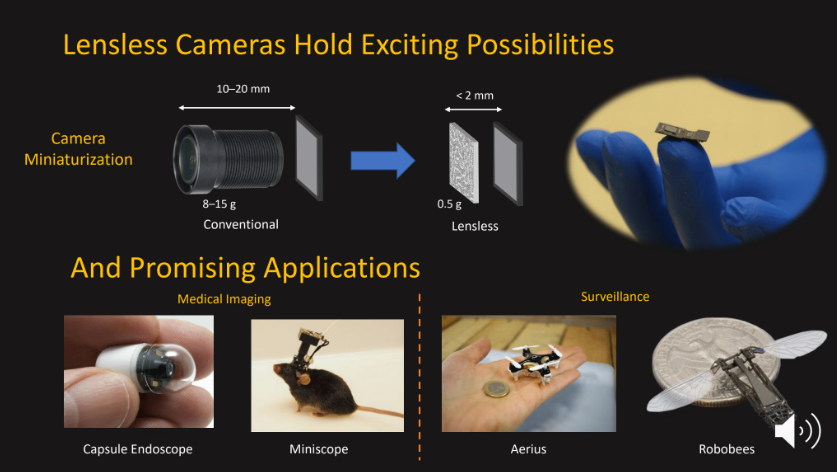 Lensless Cameras Hold Exciting Possibilities
10–20 mm
< 2 mm
Camera
Miniaturization
8–15 g
0.5 g
Conventional
Lensless
And Promising Applications
Medical Imaging
Surveillance
Capsule Endoscope
Miniscope
Aerius
Robobees